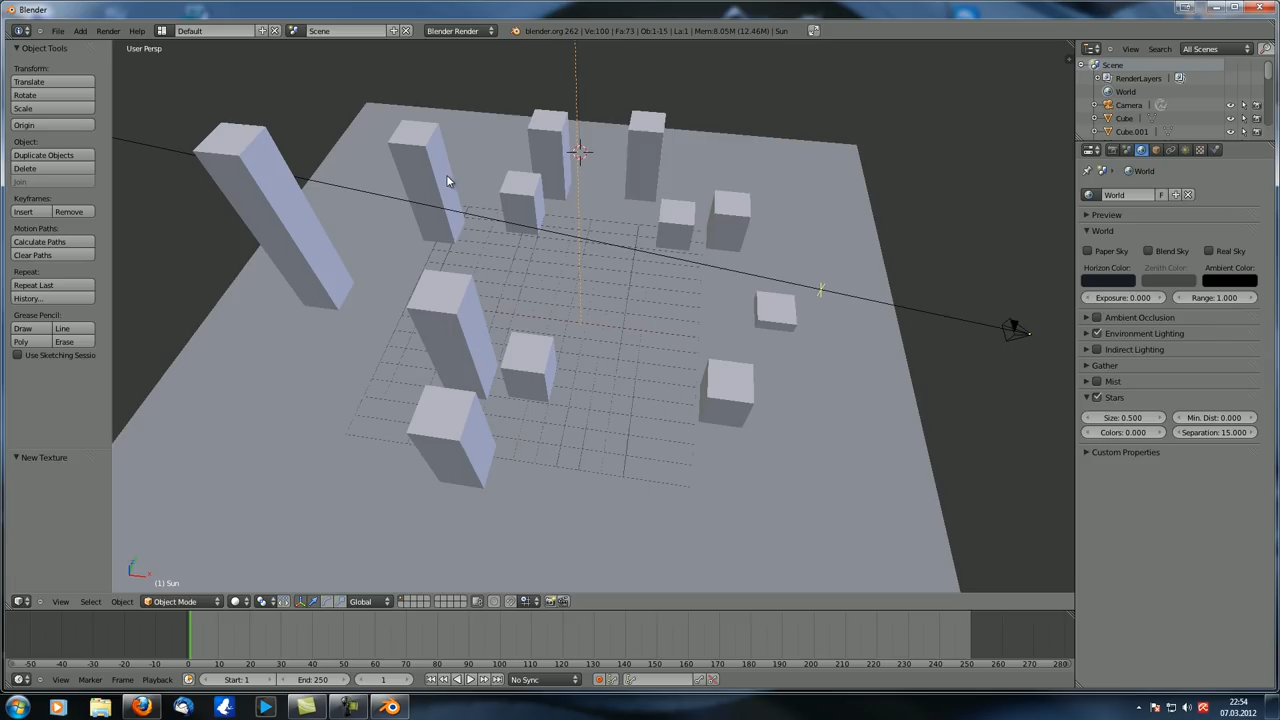 Blender
File Add Render Help Default Scene Blender Render blender.org 262 | Ve:100 | Fa:73 | Ob:1-15 | La:1 | Mem:8.05M (12.46M) | Sun
Object Tools
Transform:
Translate
Rotate
Scale
Origin
Object:
Duplicate Objects
Delete
Join
Keyframes:
Insert Remove
Motion Paths:
Calculate Paths
Clear Paths
Repeat:
Repeat Last
History...
Grease Pencil:
Draw Line
Poly Erase
Use Sketching Sessio
New Texture
User Persp
(1) Sun
View Search All Scenes
Scene
RenderLayers
World
Camera
Cube
Cube.001
World
World F
Preview
World
Paper Sky Blend Sky Real Sky
Horizon Color: Zenith Color: Ambient Color:
Exposure: 0.000 Range: 1.000
Ambient Occlusion
Environment Lighting
Indirect Lighting
Gather
Mist
Stars
Size: 0.500 Min. Dist: 0.000
Colors: 0.000 Separation: 15.000
Custom Properties
View Select Object Object Mode Global
-50 -40 -30 -20 -10 0 10 20 30 40 50 60 70 80 90 100 110 120 130 140 150 160 170 180 190 200 210 220 230 240 250 260 270 280
View Marker Frame Playback Start: 1 End: 250 1 No Sync
22:54
07.03.2012